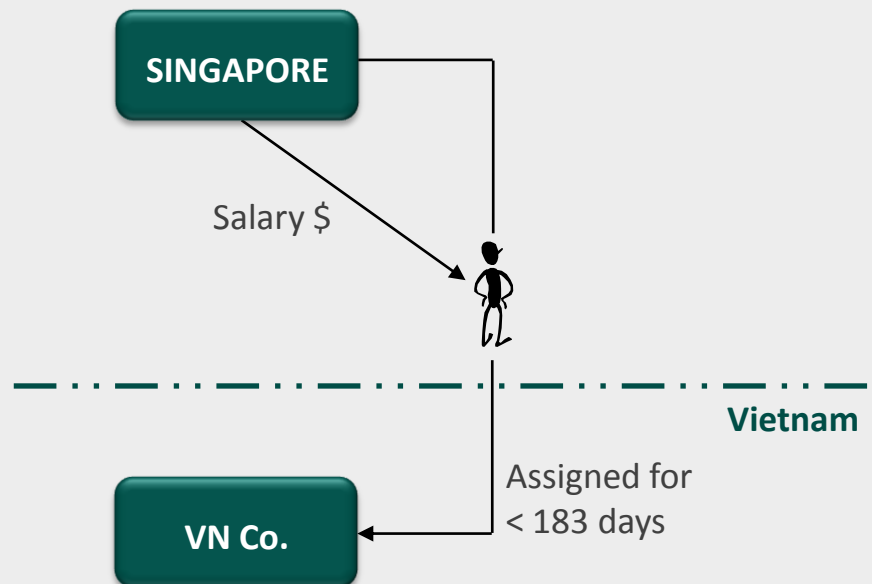 SINGAPORE
Salary $
Vietnam
Assigned for
< 183 days
VN Co.